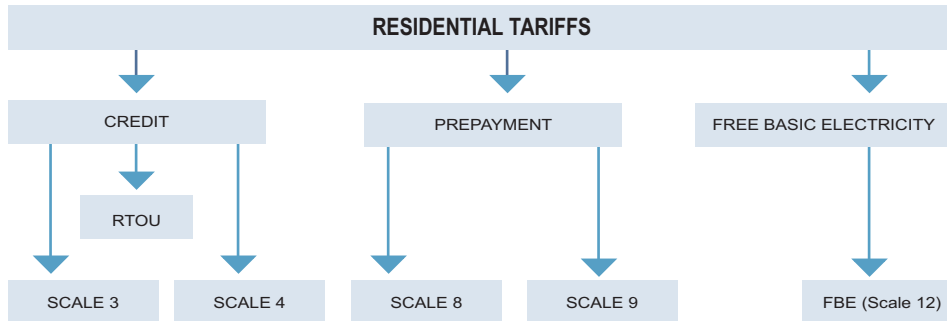 RESIDENTIAL TARIFFS
CREDIT
PREPAYMENT
FREE BASIC ELECTRICITY
RTOU
SCALE 3
SCALE 4
SCALE 8
SCALE 9
FBE (Scale 12)